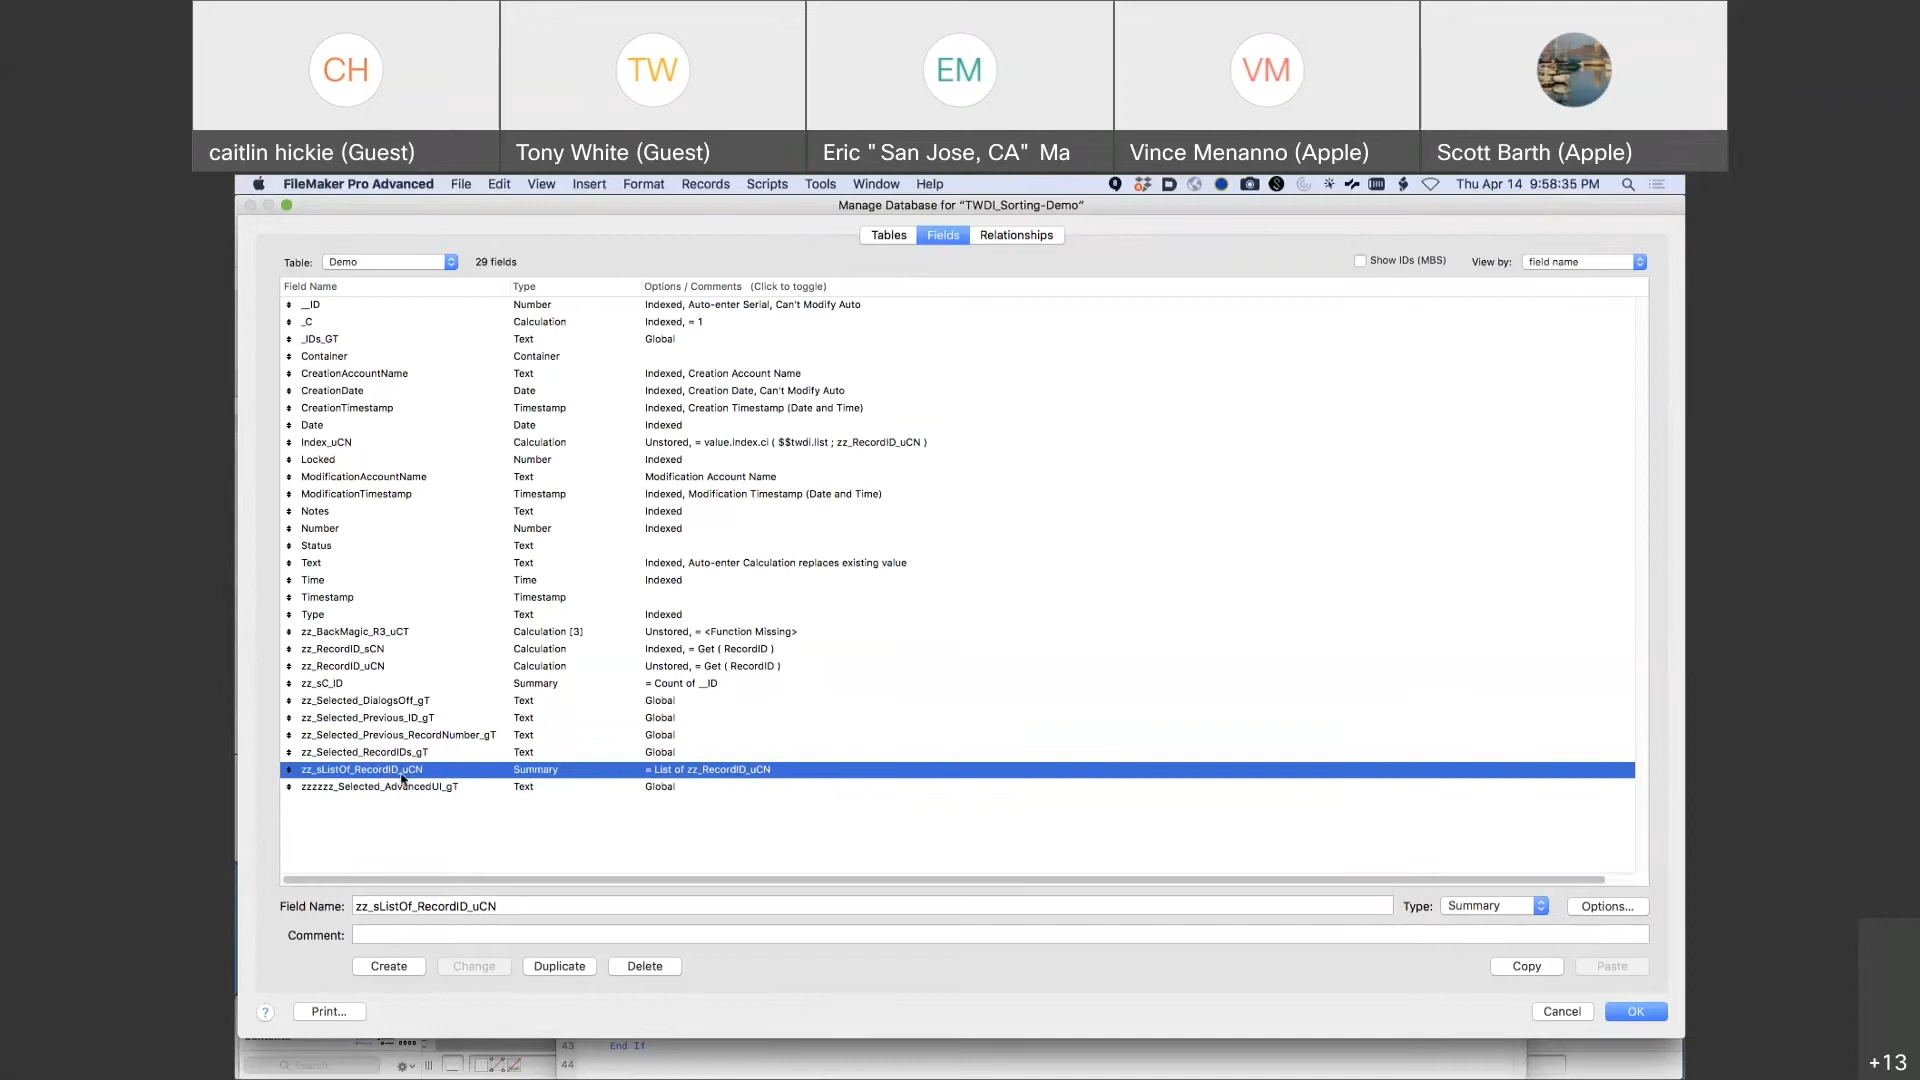 CH
TW
EM
VM
caitlin hickie (Guest)
Tony White (Guest)
Eric "San Jose, CA" Ma
Vince Menanno (Apple)
Scott Barth (Apple)
FileMaker Pro Advanced File Edit View Insert Format Records Scripts Tools Window Help Thu Apr 14 9:58:35 PM
Manage Database for “TWDI_Sorting-Demo”
Tables Fields Relationships
Table: Demo 29 fields Show IDs (MBS) View by: field name
Field Name Type Options / Comments (Click to toggle)
__ID Number Indexed, Auto-enter Serial, Can't Modify Auto
_C Calculation Indexed, = 1
_IDs_GT Text Global
Container Container
CreationAccountName Text Indexed, Creation Account Name
CreationDate Date Indexed, Creation Date, Can't Modify Auto
CreationTimestamp Timestamp Indexed, Creation Timestamp (Date and Time)
Date Date Indexed
Index_uCN Calculation Unstored, = value.index.ci ( $$twdi.list ; zz_RecordID_uCN )
Locked Number Indexed
ModificationAccountName Text Modification Account Name
ModificationTimestamp Timestamp Indexed, Modification Timestamp (Date and Time)
Notes Text Indexed
Number Number Indexed
Status Text
Text Text Indexed, Auto-enter Calculation replaces existing value
Time Time Indexed
Timestamp Timestamp
Type Text Indexed
zz_BackMagic_R3_uCT Calculation [3] Unstored, = <Function Missing>
zz_RecordID_sCN Calculation Indexed, = Get ( RecordID )
zz_RecordID_uCN Calculation Unstored, = Get ( RecordID )
zz_sC_ID Summary = Count of __ID
zz_Selected_DialogsOff_gT Text Global
zz_Selected_Previous_ID_gT Text Global
zz_Selected_Previous_RecordNumber_gT Text Global
zz_Selected_RecordIDs_gT Text Global
zz_sListOf_RecordID_uCN Summary = List of zz_RecordID_uCN
zzzzzz_Selected_AdvancedUI_gT Text Global
Field Name: zz_sListOf_RecordID_uCN Type: Summary Options...
Comment:
Create Change Duplicate Delete Copy Paste
? Print... Cancel OK
43 End If
Search 44
+13